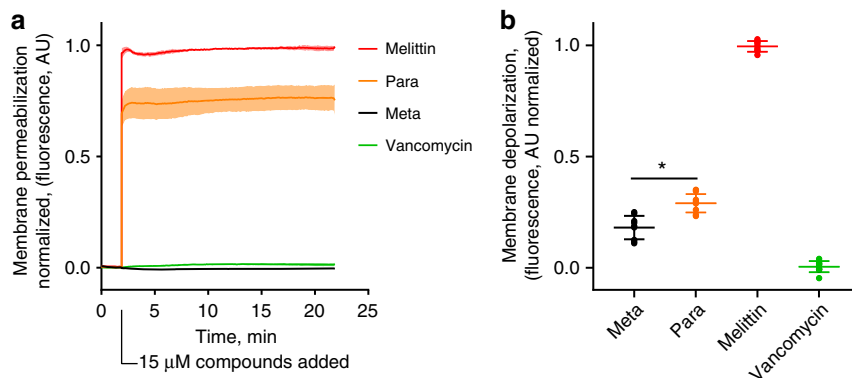 a
Membrane permeabilization
normalized, (fluorescence, AU)
1.0
0.5
0.0
0
5
10
15
20
25
Time, min
15 μM compounds added
Melittin
Para
Meta
Vancomycin
b
Membrane depolarization,
(fluorescence, AU normalized)
1.0
0.5
0.0
*
Meta
Para
Melittin
Vancomycin